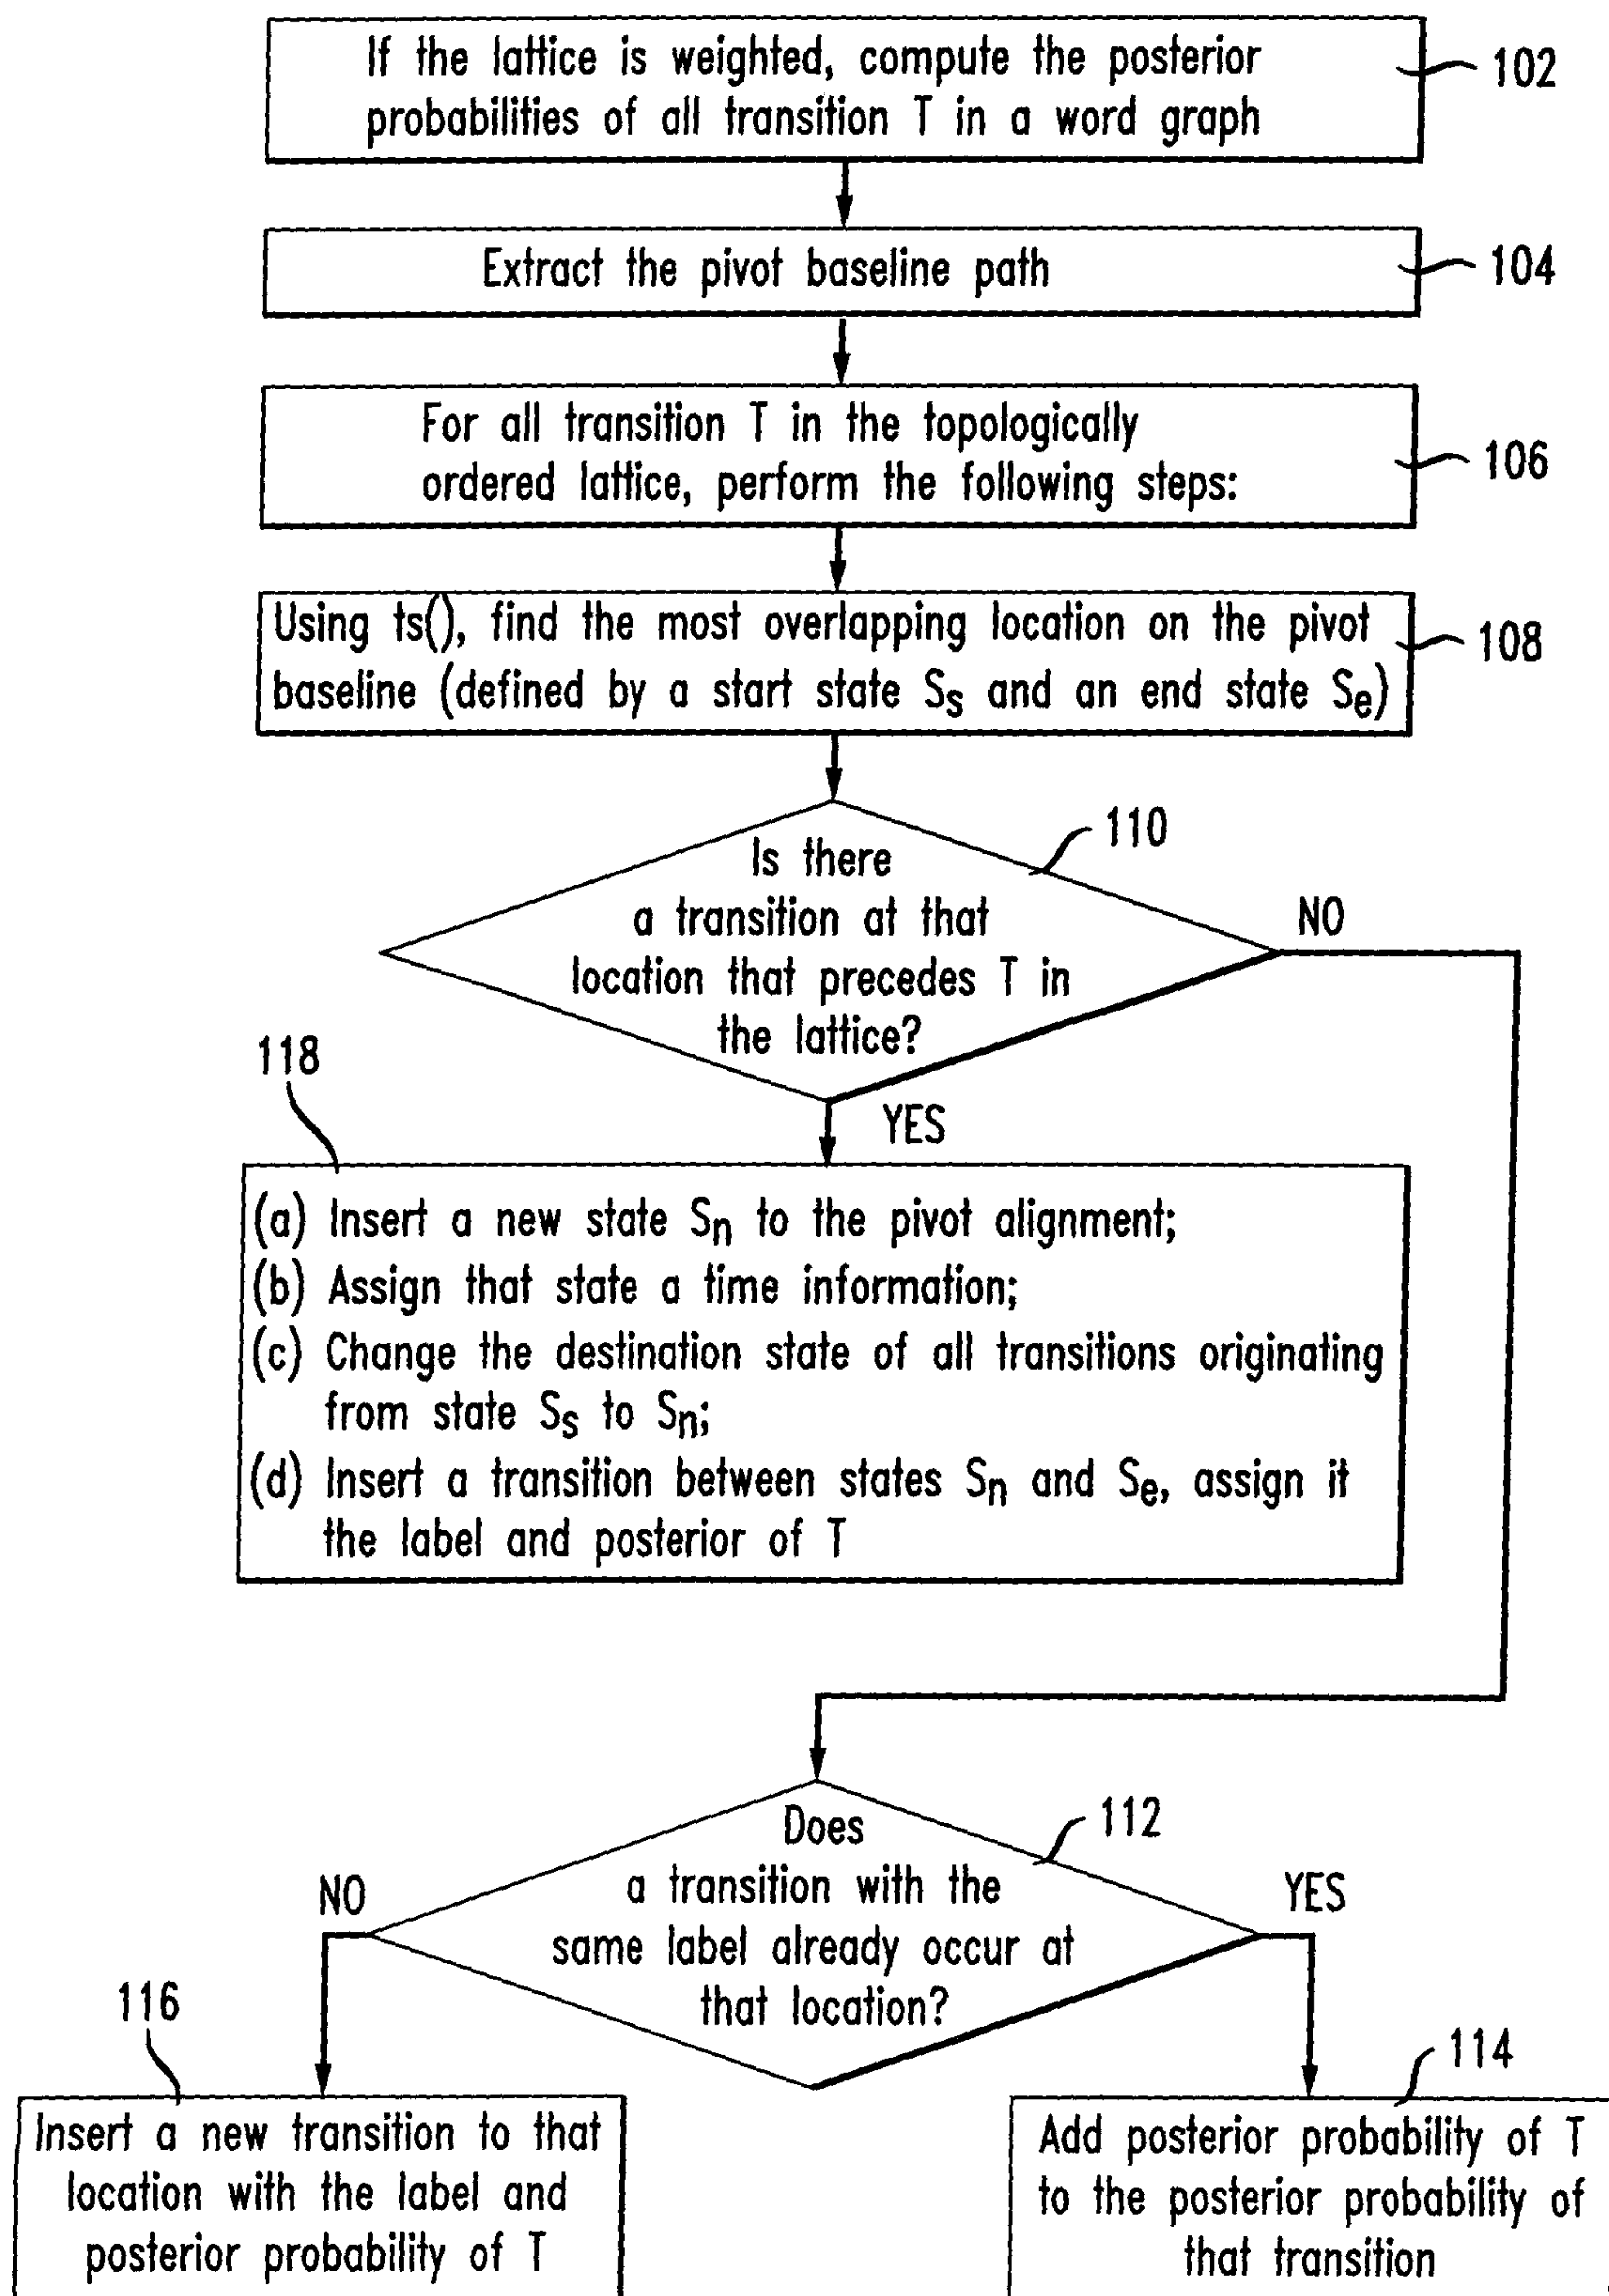 If the lattice is weighted, compute the posterior
probabilities of all transition T in a word graph
102
Extract the pivot baseline path
104
For all transition T in the topologically
ordered lattice, perform the following steps:
106
Using ts(), find the most overlapping location on the pivot
baseline (defined by a start state Ss and an end state Se)
108
110
Is there
a transition at that
location that precedes T in
the lattice?
NO
YES
118
(a) Insert a new state Sn to the pivot alignment;
(b) Assign that state a time information;
(c) Change the destination state of all transitions originating
from state Ss to Sn;
(d) Insert a transition between states Sn and Se, assign it
the label and posterior of T
112
Does
a transition with the
same label already occur at
that location?
NO
YES
116
Insert a new transition to that
location with the label and
posterior probability of T
114
Add posterior probability of T
to the posterior probability of
that transition